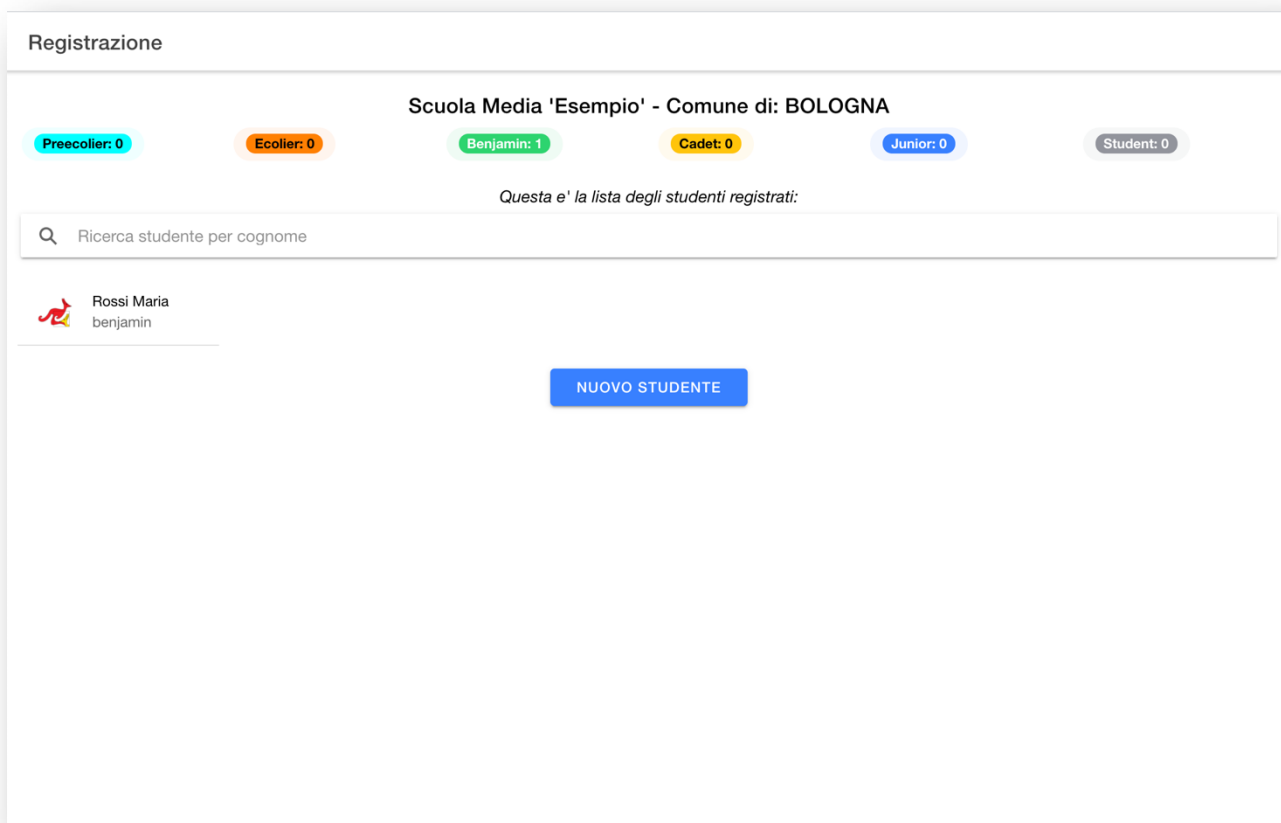 Registrazione
Scuola Media 'Esempio' - Comune di: BOLOGNA
Preecolier: 0 Ecolier: 0 Benjamin: 1 Cadet: 0 Junior: 0 Student: 0
Questa e' la lista degli studenti registrati:
Ricerca studente per cognome
Rossi Maria
benjamin
NUOVO STUDENTE